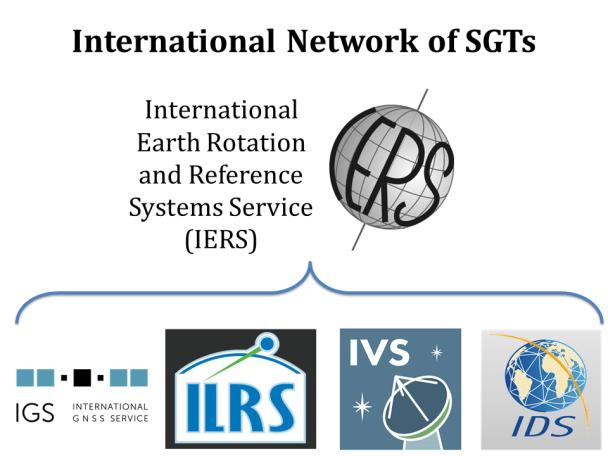 International Network of SGTs
International
Earth Rotation
and Reference
Systems Service
(IERS)
IERS
IGS
INTERNATIONAL
GNSS SERVICE
ILRS
IVS
IDS